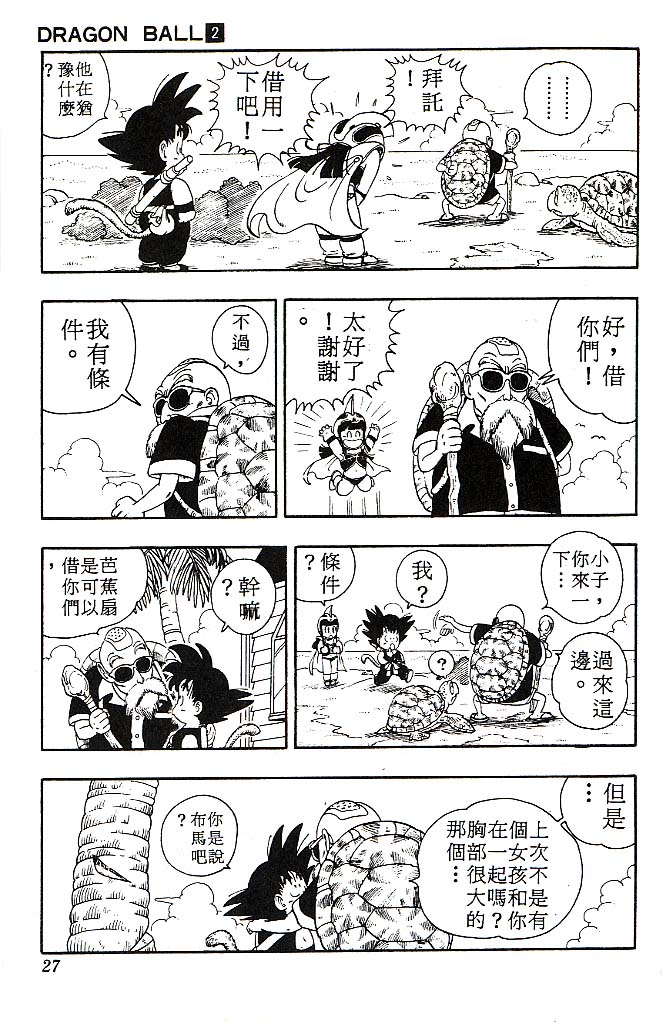 DRAGON BALL 2
⋯⋯⋯
拜託
！
借用一
下吧！
他在猶
豫什麼
？
好，借
你們！
太好了
！謝謝
。
不過，
我有條
件。
小子，
你來一
下⋯
過來這
邊。
我？
？
條件
？
幹嘛
？
芭蕉扇
是可以
借你們
，
但是
⋯
上次不是有
個女孩和你
在一起嗎？
胸部很大的
那個⋯
你是說
布馬吧
？
27